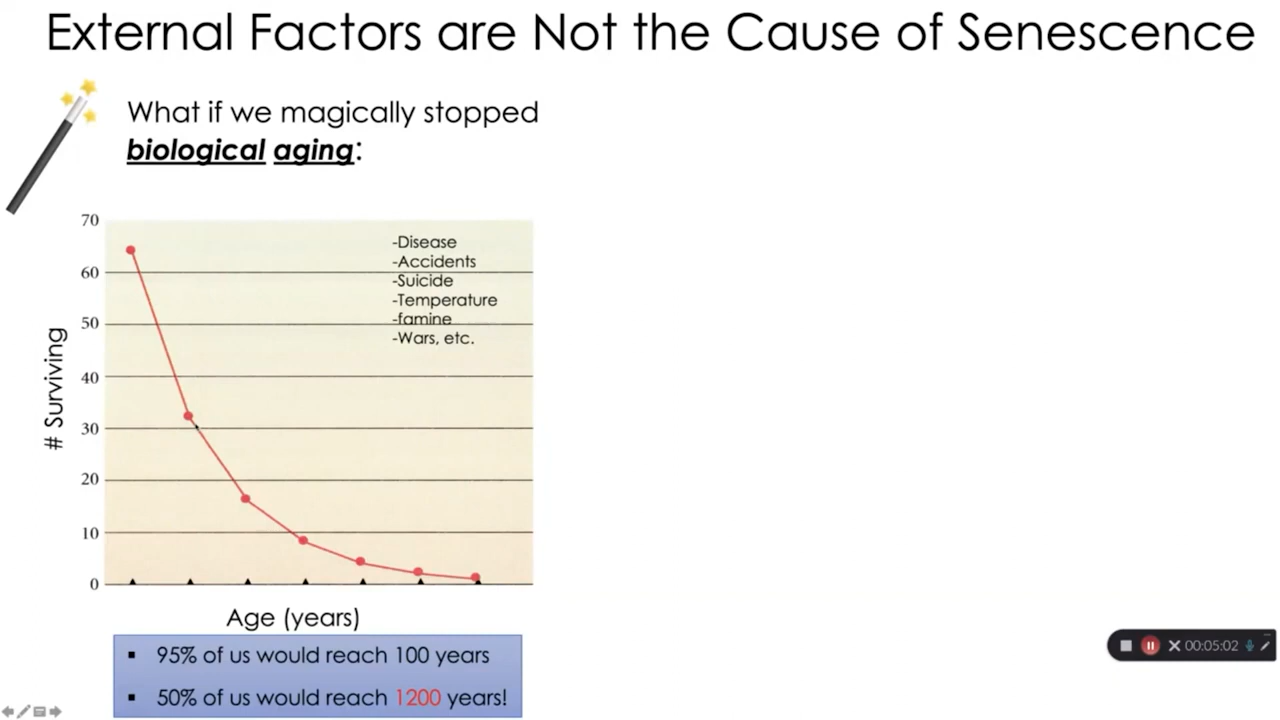 External Factors are Not the Cause of Senescence
What if we magically stopped
biological aging:
70
60
50
40
30
20
10
0
# Surviving
-Disease
-Accidents
-Suicide
-Temperature
-famine
-Wars, etc.
Age (years)
▪ 95% of us would reach 100 years
▪ 50% of us would reach 1200 years!
00:05:02